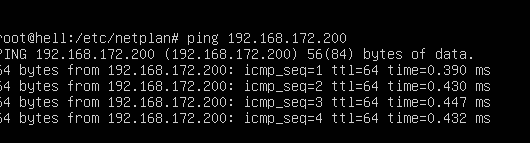 root@hell:/etc/netplan# ping 192.168.172.200
PING 192.168.172.200 (192.168.172.200) 56(84) bytes of data.
64 bytes from 192.168.172.200: icmp_seq=1 ttl=64 time=0.390 ms
64 bytes from 192.168.172.200: icmp_seq=2 ttl=64 time=0.430 ms
64 bytes from 192.168.172.200: icmp_seq=3 ttl=64 time=0.447 ms
64 bytes from 192.168.172.200: icmp_seq=4 ttl=64 time=0.432 ms